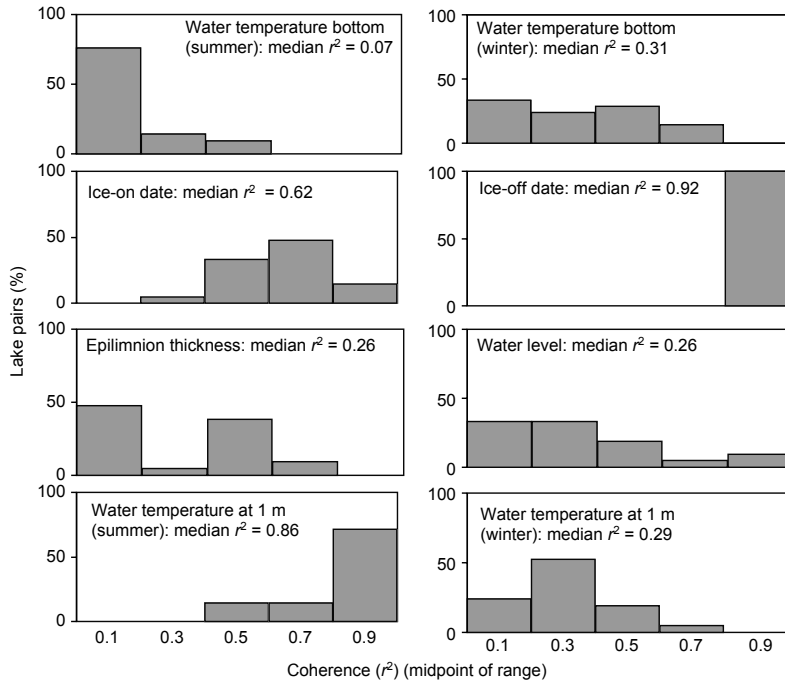 Water temperature bottom
(summer): median r² = 0.07
100
50
0
Water temperature bottom
(winter): median r² = 0.31
100
50
0
Ice-on date: median r² = 0.62
100
50
0
Ice-off date: median r² = 0.92
100
50
0
Epilimnion thickness: median r² = 0.26
100
50
0
Water level: median r² = 0.26
100
50
0
Water temperature at 1 m
(summer): median r² = 0.86
100
50
0
0.1 0.3 0.5 0.7 0.9
Water temperature at 1 m
(winter): median r² = 0.29
100
50
0
0.1 0.3 0.5 0.7 0.9
Lake pairs (%)
Coherence (r²) (midpoint of range)